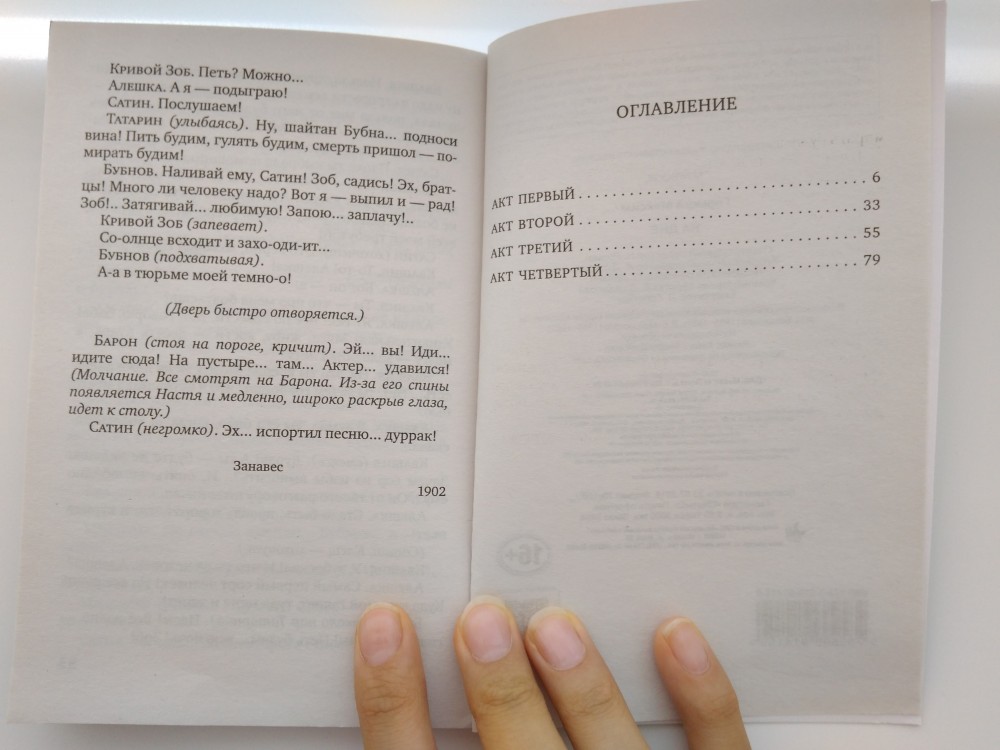 Кривой Зоб. Петь? Можно...
Алешка. А я — подыграю!
Сатин. Послушаем!
Татарин (улыбаясь). Ну, шайтан Бубна... подноси
вина! Пить будим, гулять будим, смерть пришол — по-
мирать будим!
Бубнов. Наливай ему, Сатин! Зоб, садись! Эх, брат-
цы! Много ли человеку надо? Вот я — выпил и — рад!
Зоб!.. Затягивай... любимую! Запою... заплачу!..
Кривой Зоб (запевает).
Со-олнце всходит и захо-оди-ит...
Бубнов (подхватывая).
А-а в тюрьме моей темно-о!
(Дверь быстро отворяется.)
Барон (стоя на пороге, кричит). Эй... вы! Иди...
идите сюда! На пустыре... там... Актер... удавился!
(Молчание. Все смотрят на Барона. Из-за его спины
появляется Настя и медленно, широко раскрыв глаза,
идет к столу.)
Сатин (негромко). Эх... испортил песню... дуррак!
Занавес
1902
ОГЛАВЛЕНИЕ
АКТ ПЕРВЫЙ . . . . . . . . . . . . . . . . . . . . . . . . . . . . . . 6
АКТ ВТОРОЙ . . . . . . . . . . . . . . . . . . . . . . . . . . . . . 33
АКТ ТРЕТИЙ . . . . . . . . . . . . . . . . . . . . . . . . . . . . . 55
АКТ ЧЕТВЕРТЫЙ . . . . . . . . . . . . . . . . . . . . . . . . . . 79
16+